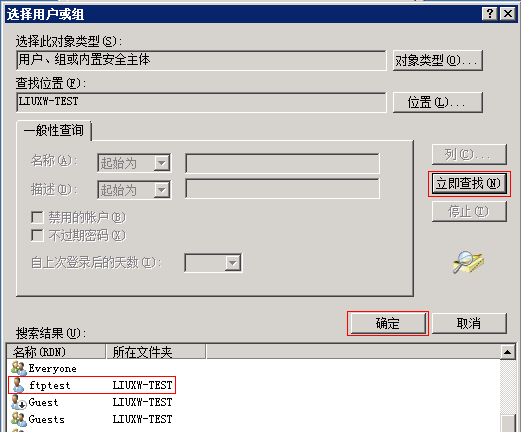 选择用户或组
选择此对象类型(S):
用户、组或内置安全主体
对象类型(O)...
查找位置(F):
LIUXW-TEST
位置(L)...
一般性查询
名称(A):
起始为
描述(D):
起始为
禁用的帐户(B)
不过期密码(X)
自上次登录后的天数(I):
列(C)...
立即查找(N)
停止(T)
确定
取消
搜索结果(U):
名称(RDN) 所在文件夹
Everyone
ftptest LIUXW-TEST
Guest LIUXW-TEST
Guests LIUXW-TEST